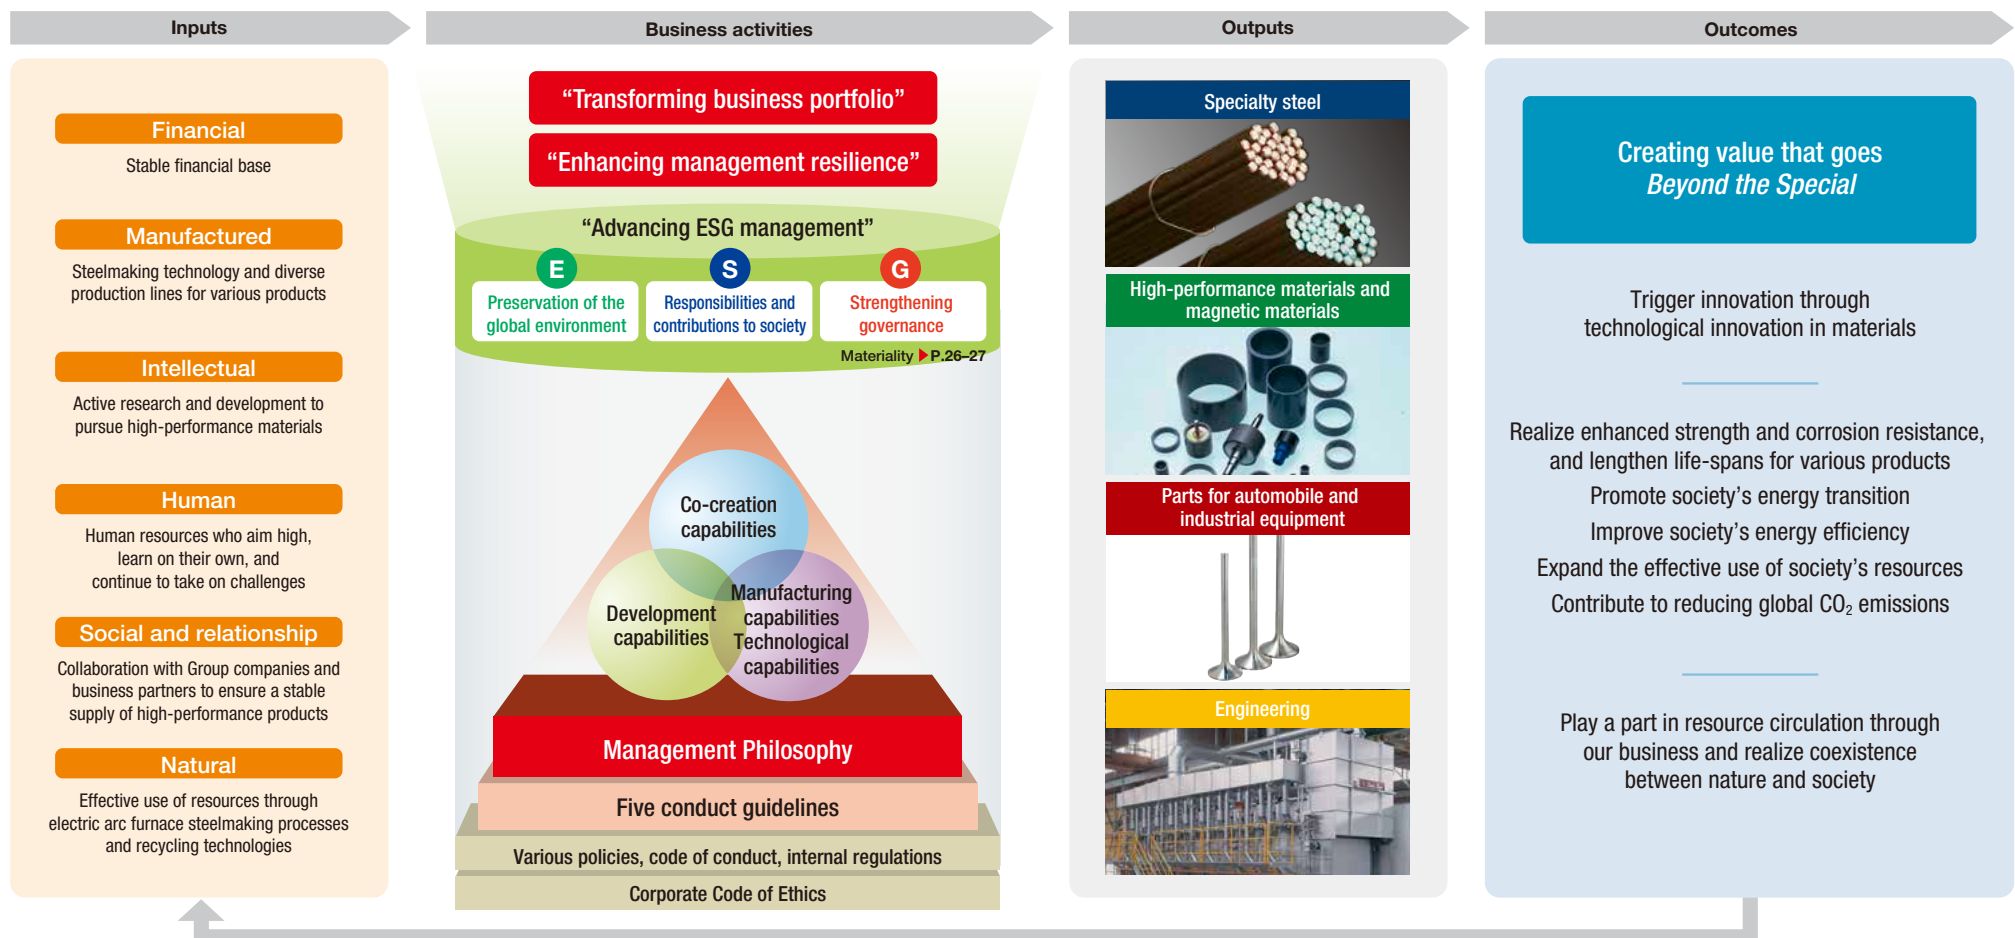 Inputs
Business activities
Outputs
Outcomes
Financial
Stable financial base
Manufactured
Steelmaking technology and diverse
production lines for various products
Intellectual
Active research and development to
pursue high-performance materials
Human
Human resources who aim high,
learn on their own, and
continue to take on challenges
Social and relationship
Collaboration with Group companies and
business partners to ensure a stable
supply of high-performance products
Natural
Effective use of resources through
electric arc furnace steelmaking processes
and recycling technologies
“Transforming business portfolio”
“Enhancing management resilience”
“Advancing ESG management”
E
Preservation of the
global environment
S
Responsibilities and
contributions to society
G
Strengthening
governance
Materiality ▶P.26–27
Co-creation
capabilities
Development
capabilities
Manufacturing
capabilities
Technological
capabilities
Management Philosophy
Five conduct guidelines
Various policies, code of conduct, internal regulations
Corporate Code of Ethics
Specialty steel
High-performance materials and
magnetic materials
Parts for automobile and
industrial equipment
Engineering
Creating value that goes
Beyond the Special
Trigger innovation through
technological innovation in materials
Realize enhanced strength and corrosion resistance,
and lengthen life-spans for various products
Promote society’s energy transition
Improve society’s energy efficiency
Expand the effective use of society’s resources
Contribute to reducing global CO₂ emissions
Play a part in resource circulation through
our business and realize coexistence
between nature and society